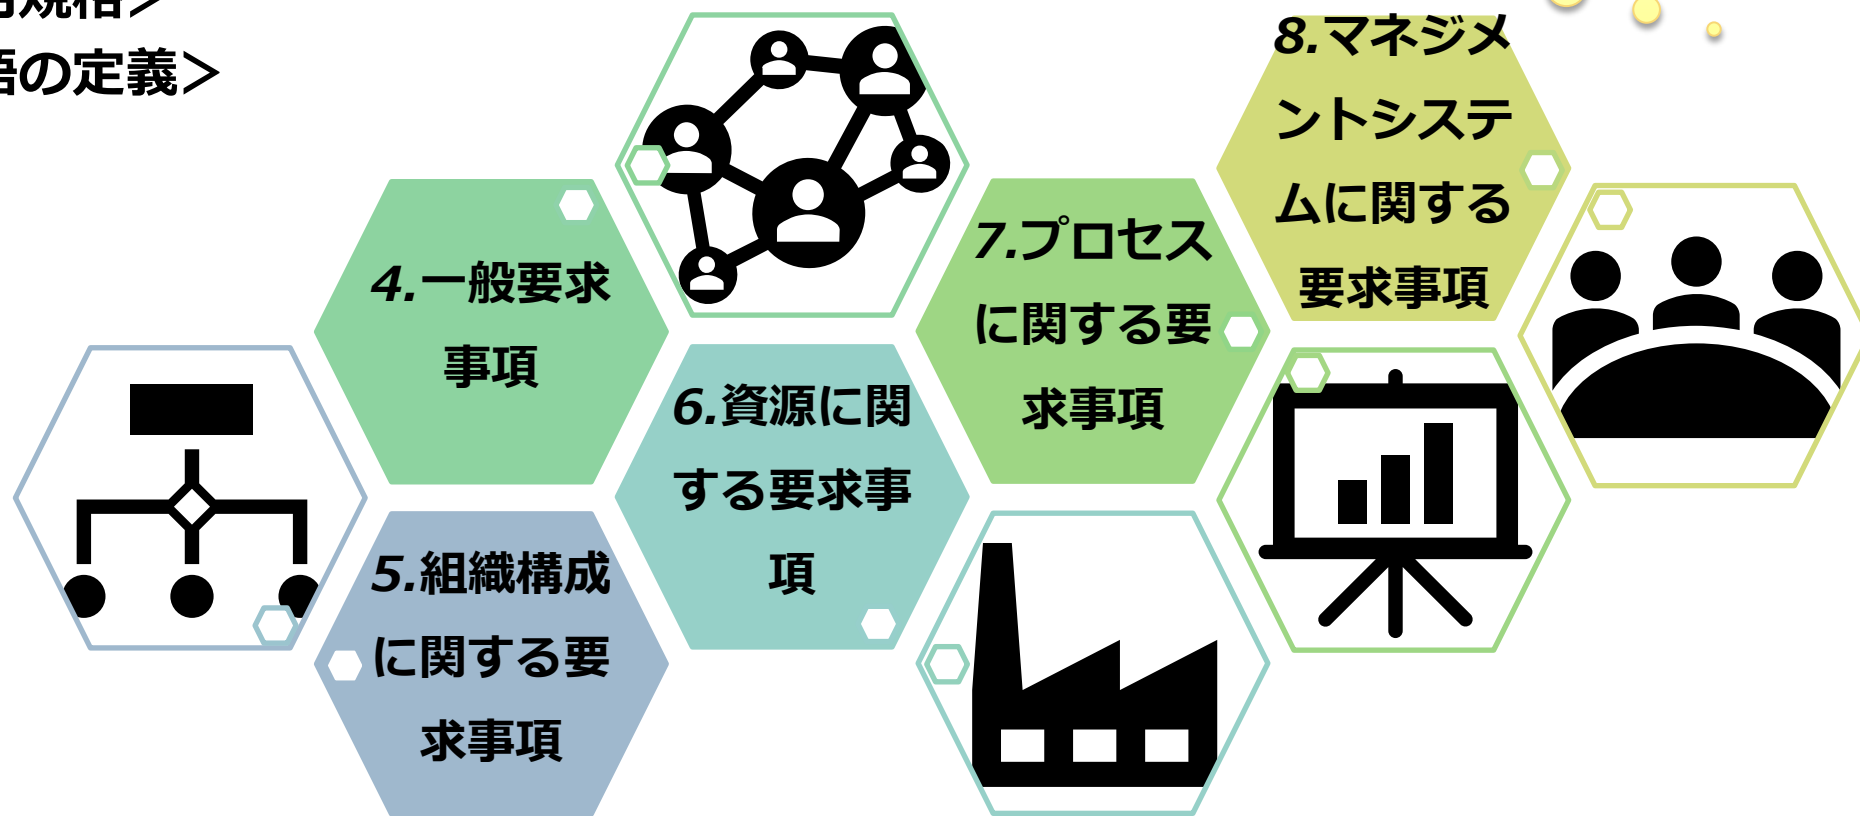 規格＞
語の定義＞
4.一般要求
事項
5.組織構成
に関する要
求事項
6.資源に関
する要求事
項
7.プロセス
に関する要
求事項
8.マネジメ
ントシステ
ムに関する
要求事項